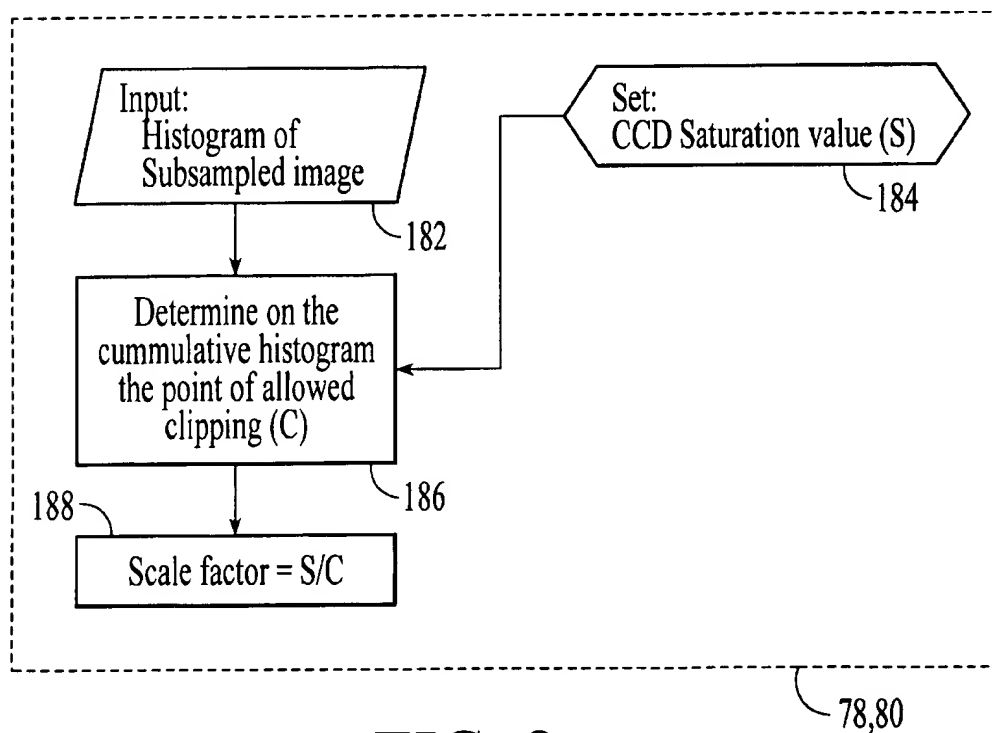 Input:
Histogram of
Subsampled image
182
Set:
CCD Saturation value (S)
184
Determine on the
cummulative histogram
the point of allowed
clipping (C)
186
188
Scale factor = S/C
78,80